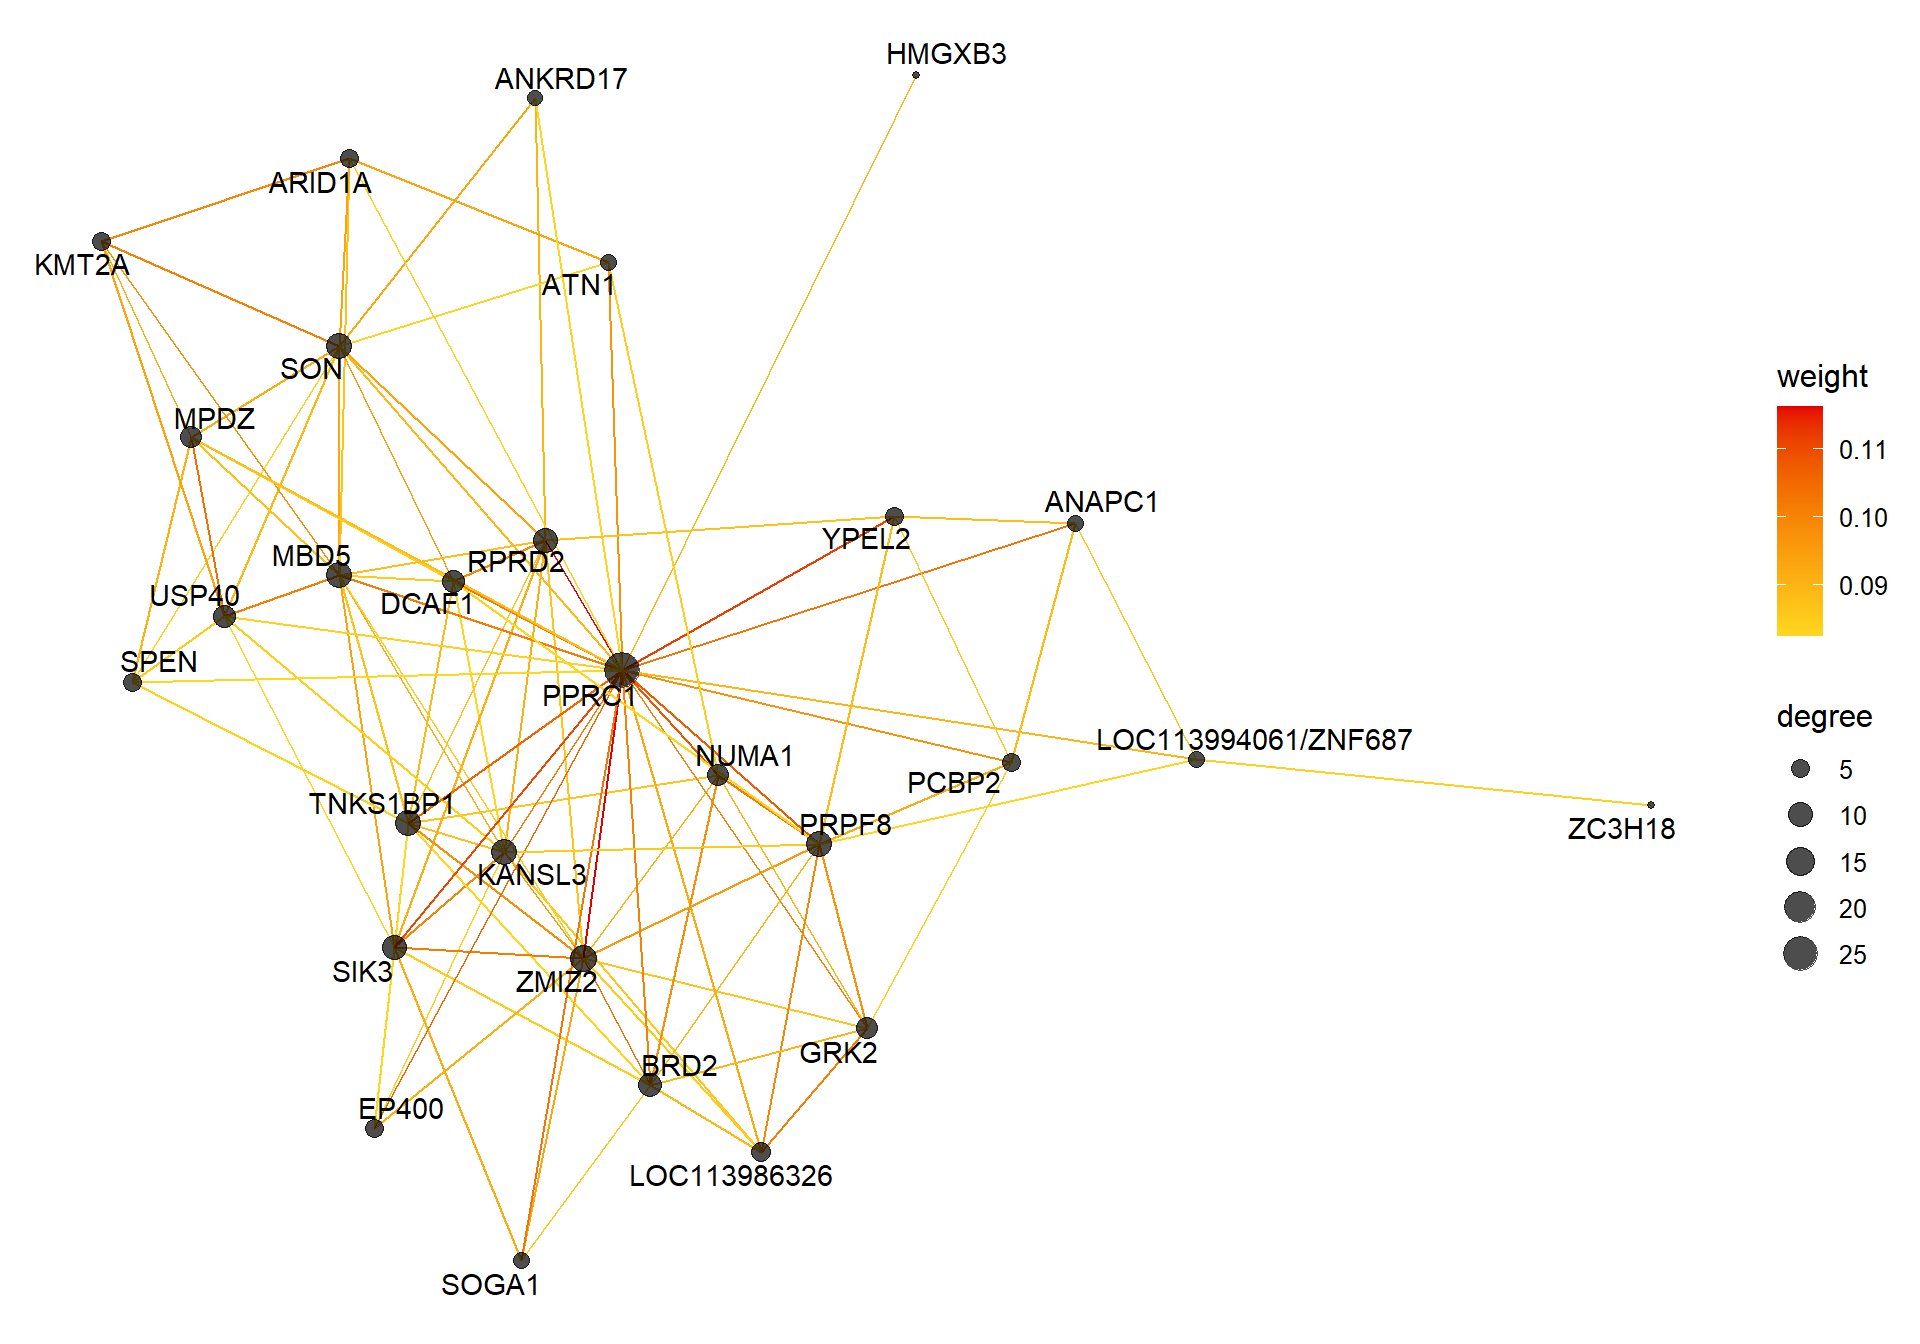 HMGXB3
ANKRD17
ARID1A
KMT2A
ATN1
SON
MPDZ
ANAPC1
YPEL2
MBD5
RPRD2
USP40
DCAF1
SPEN
PPRC1
LOC113994061/ZNF687
NUMA1
PCBP2
TNKS1BP1
PRPF8
ZC3H18
KANSL3
SIK3
ZMIZ2
GRK2
BRD2
EP400
LOC113986326
SOGA1
weight
0.11
0.10
0.09
degree
5
10
15
20
25